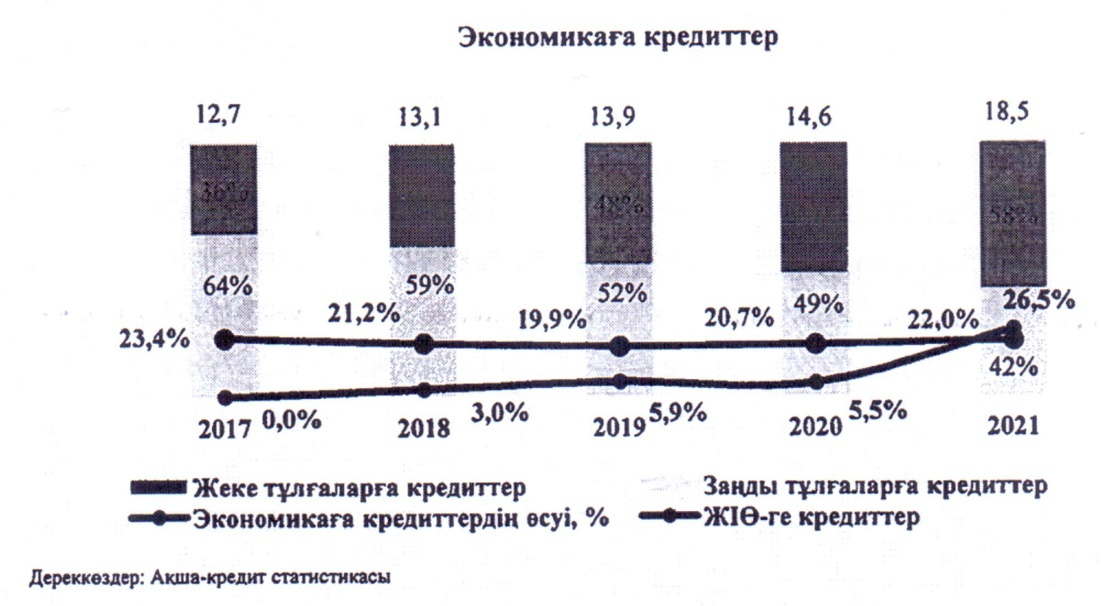 Экономикаға кредиттер
12,7 13,1 13,9 14,6 18,5
36% 48% 58%
64% 59% 52% 49% 26,5%
23,4% 21,2% 19,9% 20,7% 22,0%
42%
2017 0,0% 2018 3,0% 2019 5,9% 2020 5,5% 2021
Жеке тұлғаларға кредиттер Заңды тұлғаларға кредиттер
Экономикаға кредиттердің өсуі, % ЖІӨ-ге кредиттер
Дереккөздер: Ақша-кредит статистикасы